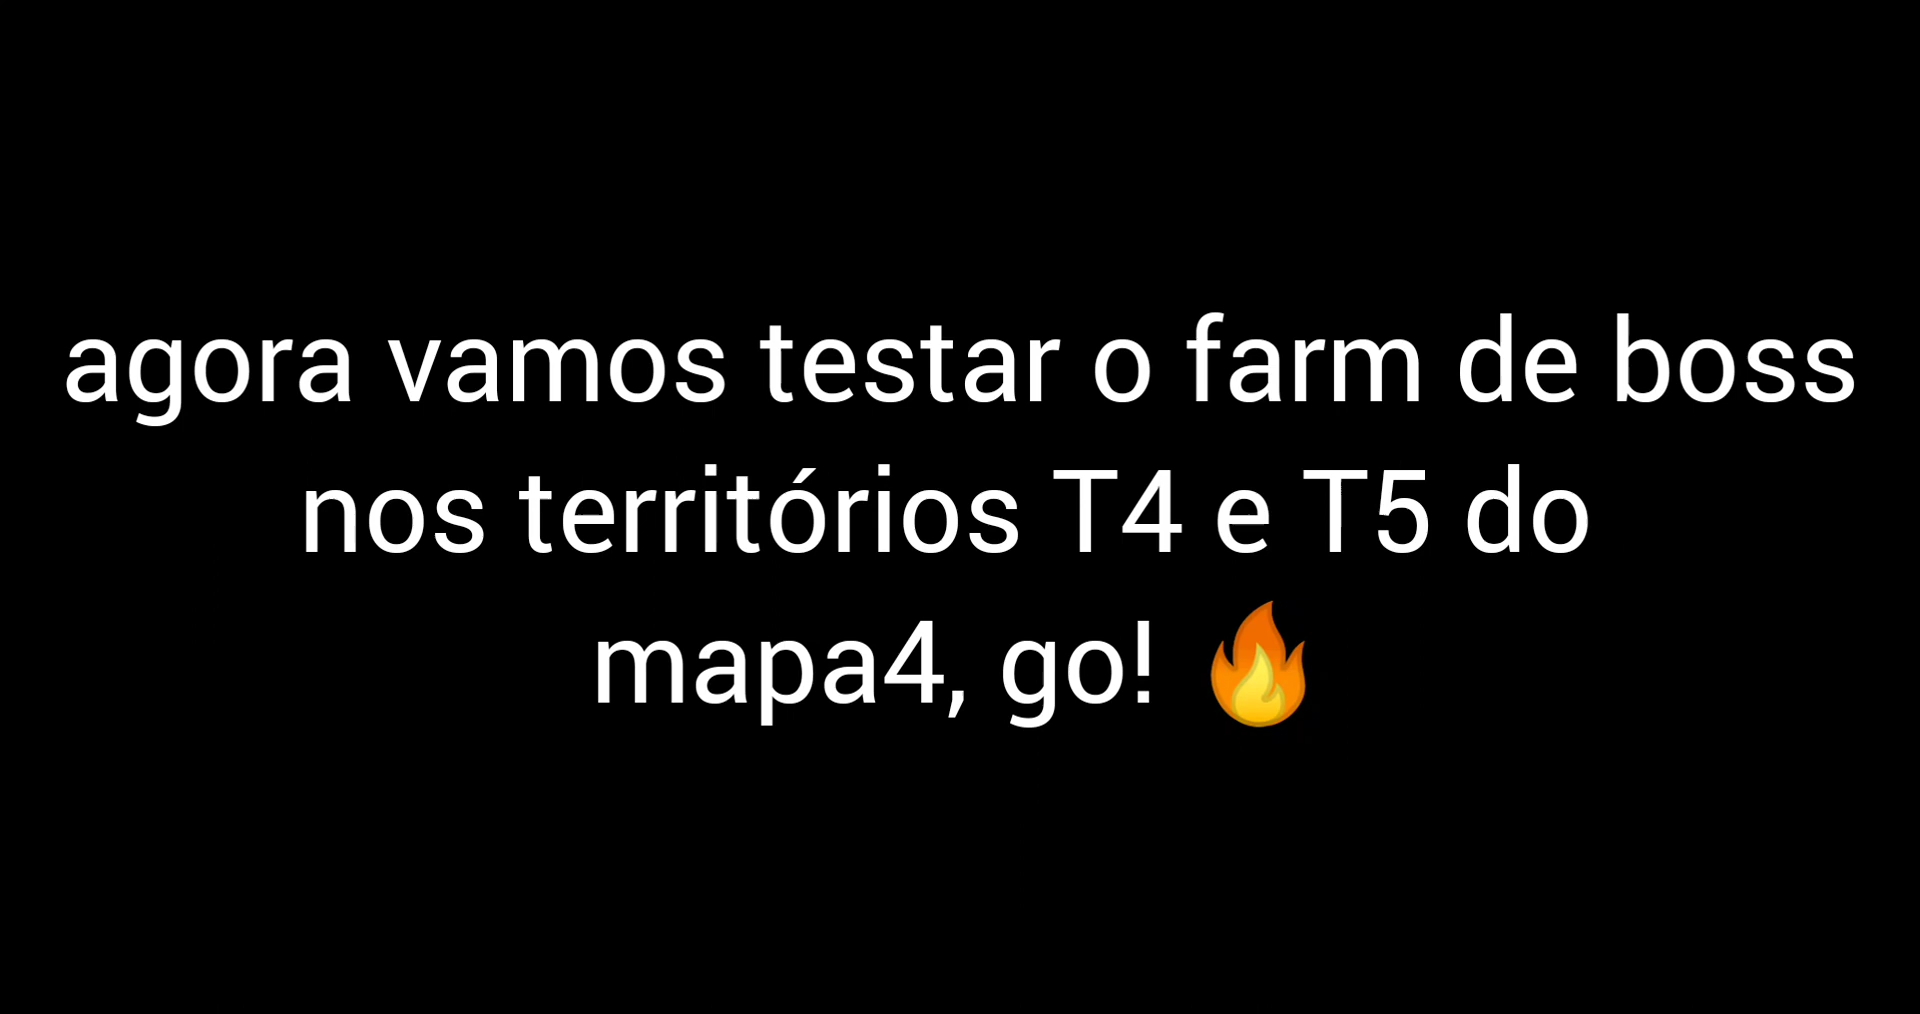 agora vamos testar o farm de boss
nos territórios T4 e T5 do
mapa4, go! 🔥